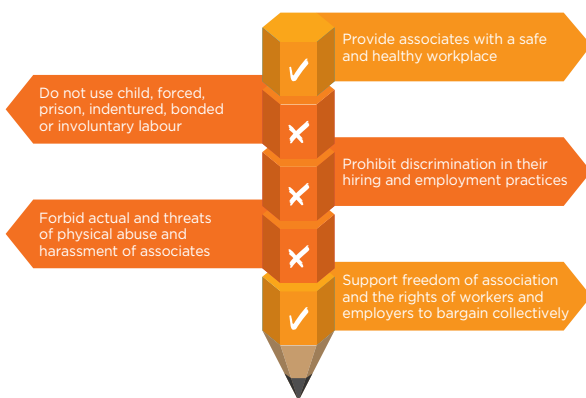 Provide associates with a safe
and healthy workplace
Do not use child, forced,
prison, indentured, bonded
or involuntary labour
Prohibit discrimination in their
hiring and employment practices
Forbid actual and threats
of physical abuse and
harassment of associates
Support freedom of association
and the rights of workers and
employers to bargain collectively